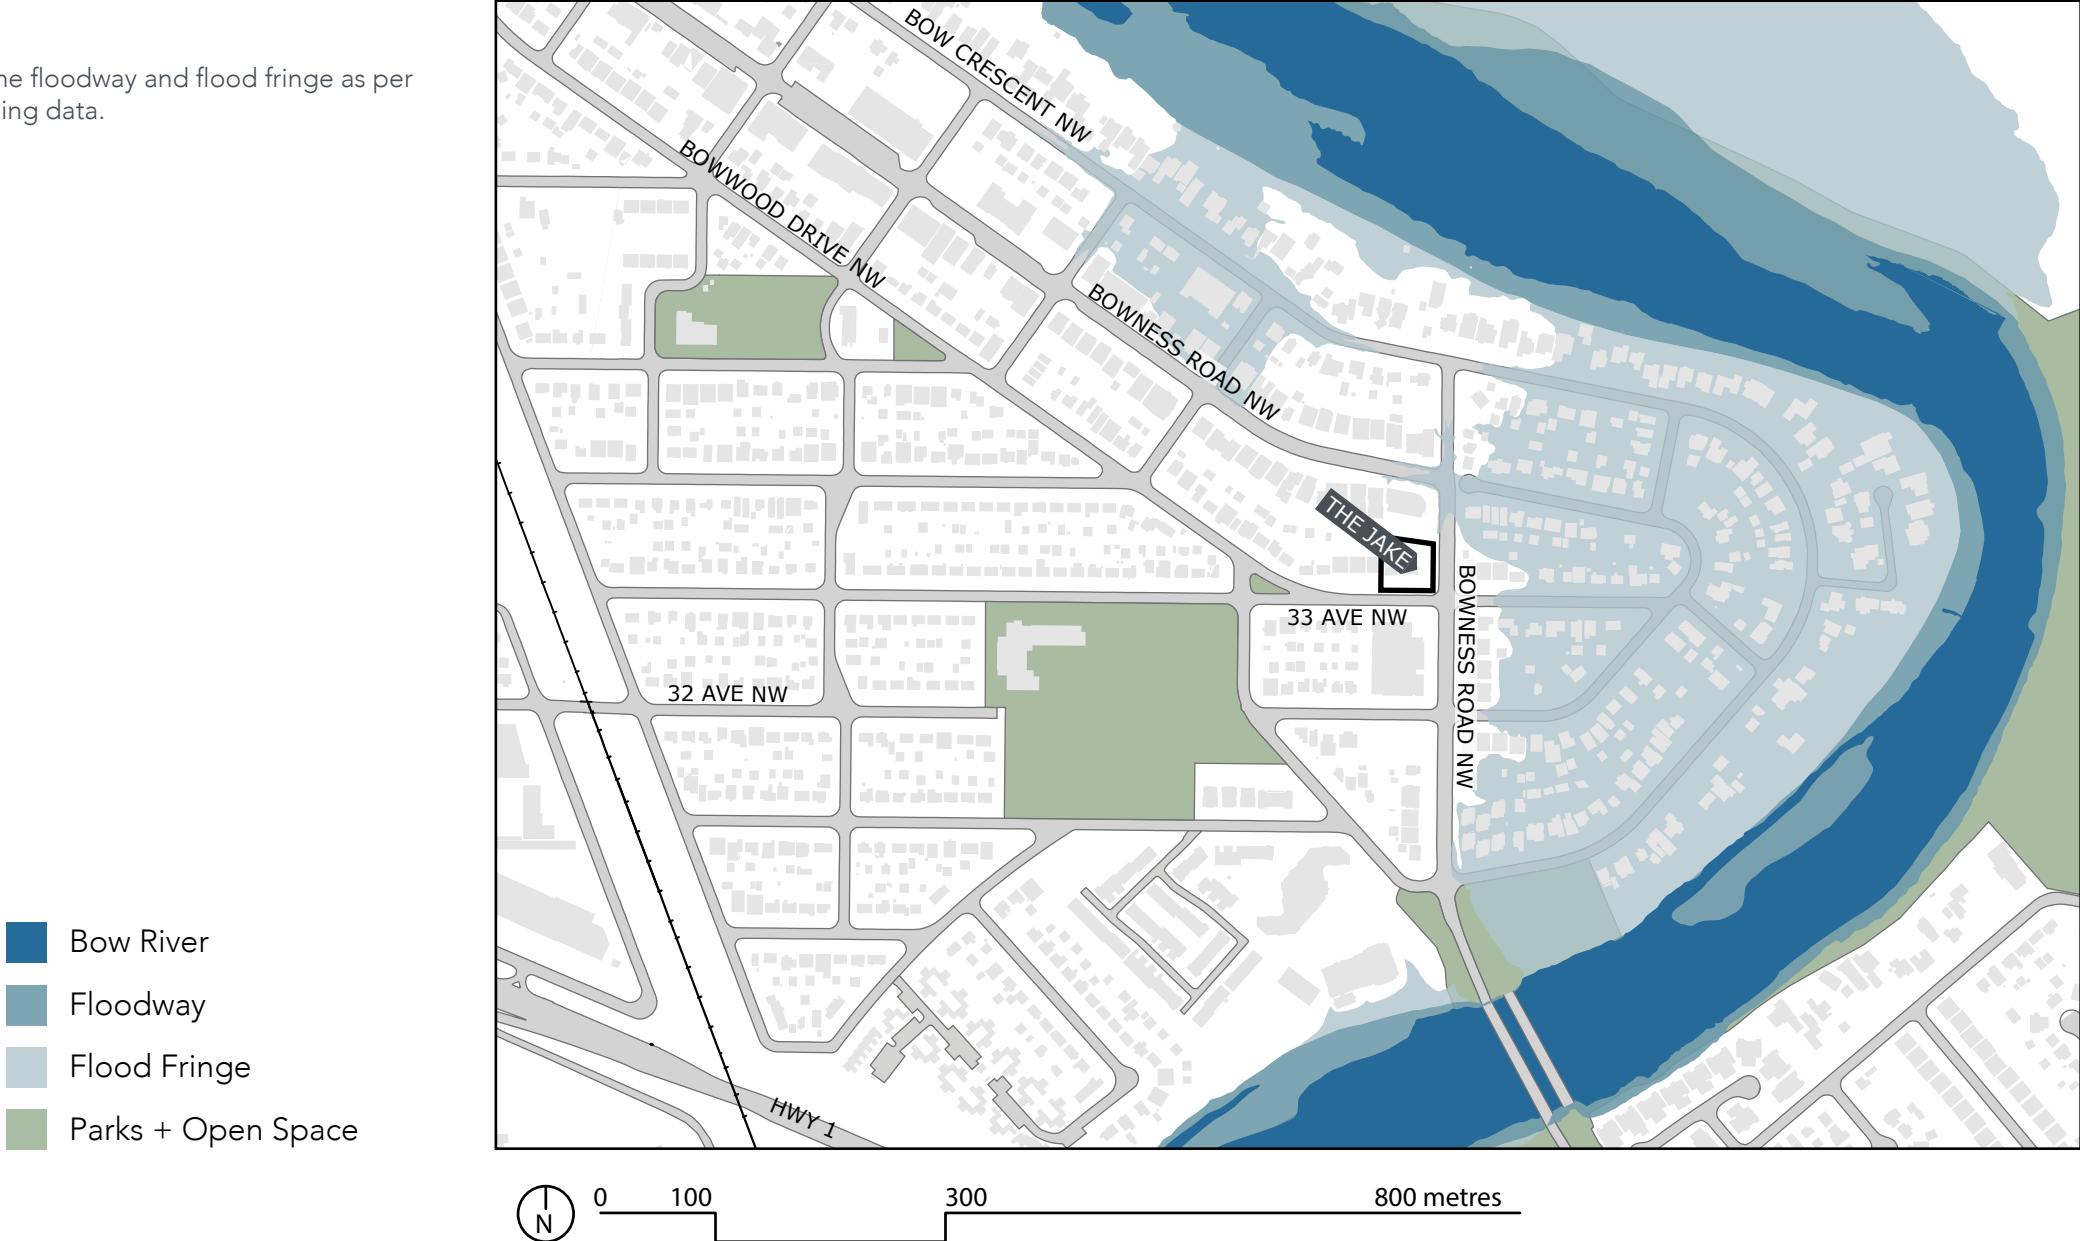 he floodway and flood fringe as per
ing data.
BOW CRESCENT NW
BOWWOOD DRIVE NW
BOWNESS ROAD NW
THE JAKE
33 AVE NW
BOWNESS ROAD NW
32 AVE NW
HWY 1
Bow River
Floodway
Flood Fringe
Parks + Open Space
N
0 100 300 800 metres